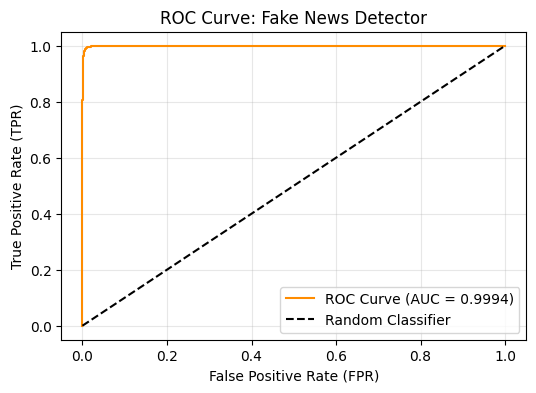 ROC Curve: Fake News Detector
True Positive Rate (TPR)
1.0
0.8
0.6
0.4
0.2
0.0
ROC Curve (AUC = 0.9994)
Random Classifier
0.0 0.2 0.4 0.6 0.8 1.0
False Positive Rate (FPR)